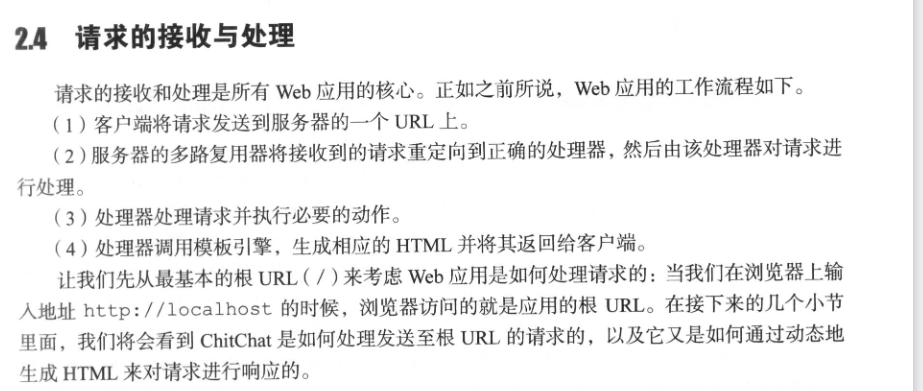 2.4 请求的接收与处理
请求的接收和处理是所有 Web 应用的核心。正如之前所说，Web 应用的工作流程如下。
（1）客户端将请求发送到服务器的一个 URL 上。
（2）服务器的多路复用器将接收到的请求重定向到正确的处理器，然后由该处理器对请求进
行处理。
（3）处理器处理请求并执行必要的动作。
（4）处理器调用模板引擎，生成相应的 HTML 并将其返回给客户端。
让我们先从最基本的根 URL（/）来考虑 Web 应用是如何处理请求的：当我们在浏览器上输
入地址 http://localhost 的时候，浏览器访问的就是应用的根 URL。在接下来的几个小节
里面，我们将会看到 ChitChat 是如何处理发送至根 URL 的请求的，以及它又是如何通过动态地
生成 HTML 来对请求进行响应的。